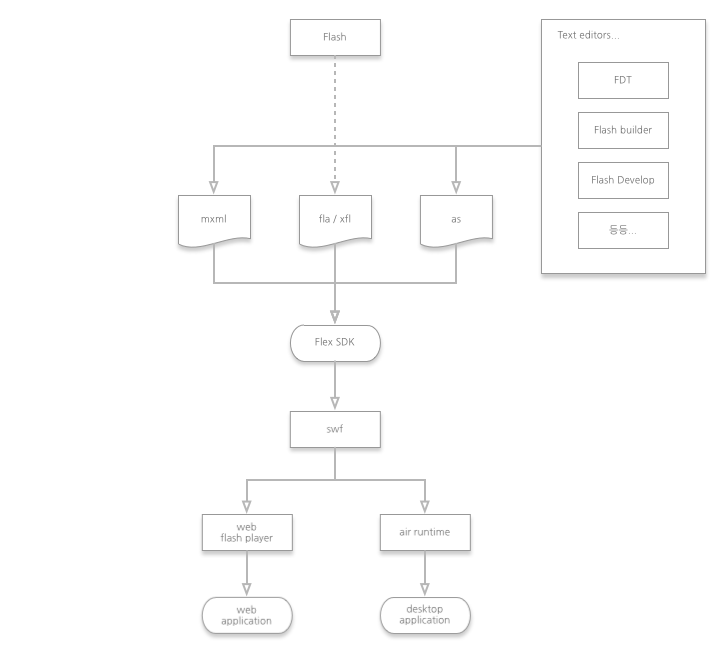 Flash
Text editors...
FDT
Flash builder
Flash Develop
등등...
mxml
fla / xfl
as
Flex SDK
swf
web
flash player
air runtime
web
application
desktop
application